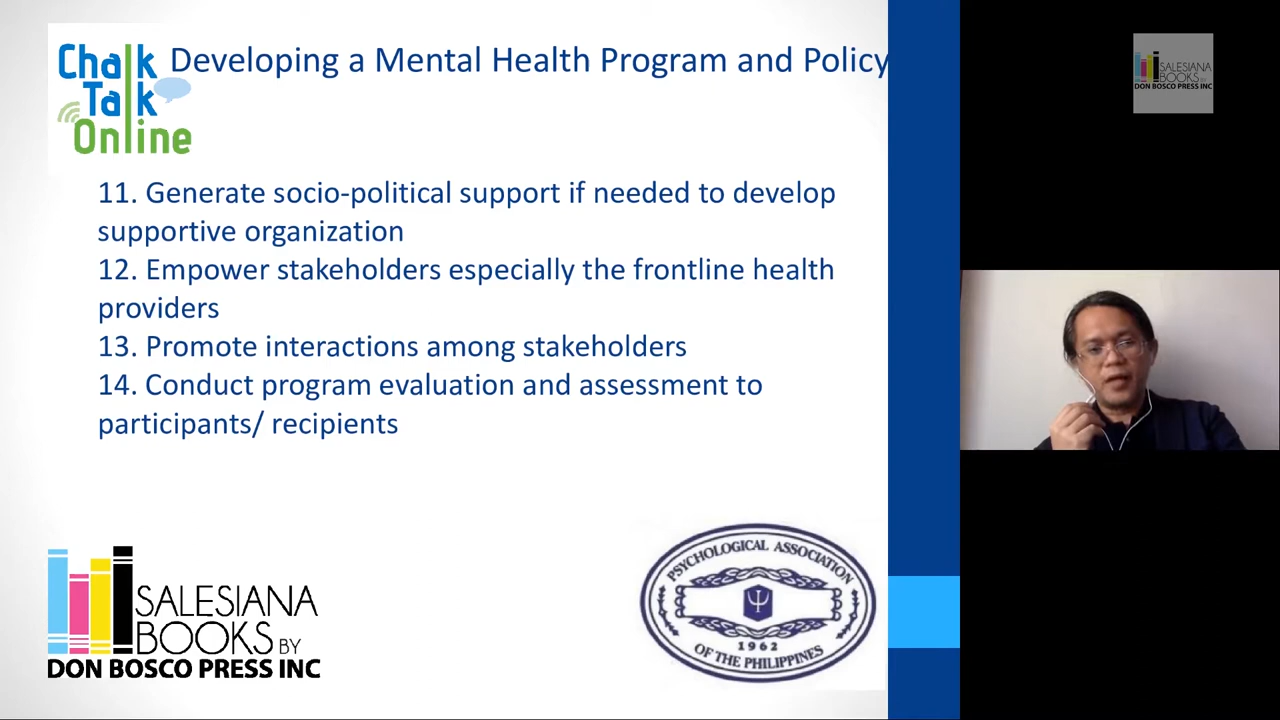 Chalk
Talk
Online
Developing a Mental Health Program and Policy
11. Generate socio-political support if needed to develop
supportive organization
12. Empower stakeholders especially the frontline health
providers
13. Promote interactions among stakeholders
14. Conduct program evaluation and assessment to
participants/ recipients
SALESIANA
BOOKS BY
DON BOSCO PRESS INC
PSYCHOLOGICAL ASSOCIATION
Ψ
1962
OF THE PHILIPPINES
SALESIANA
BOOKS BY
DON BOSCO PRESS INC